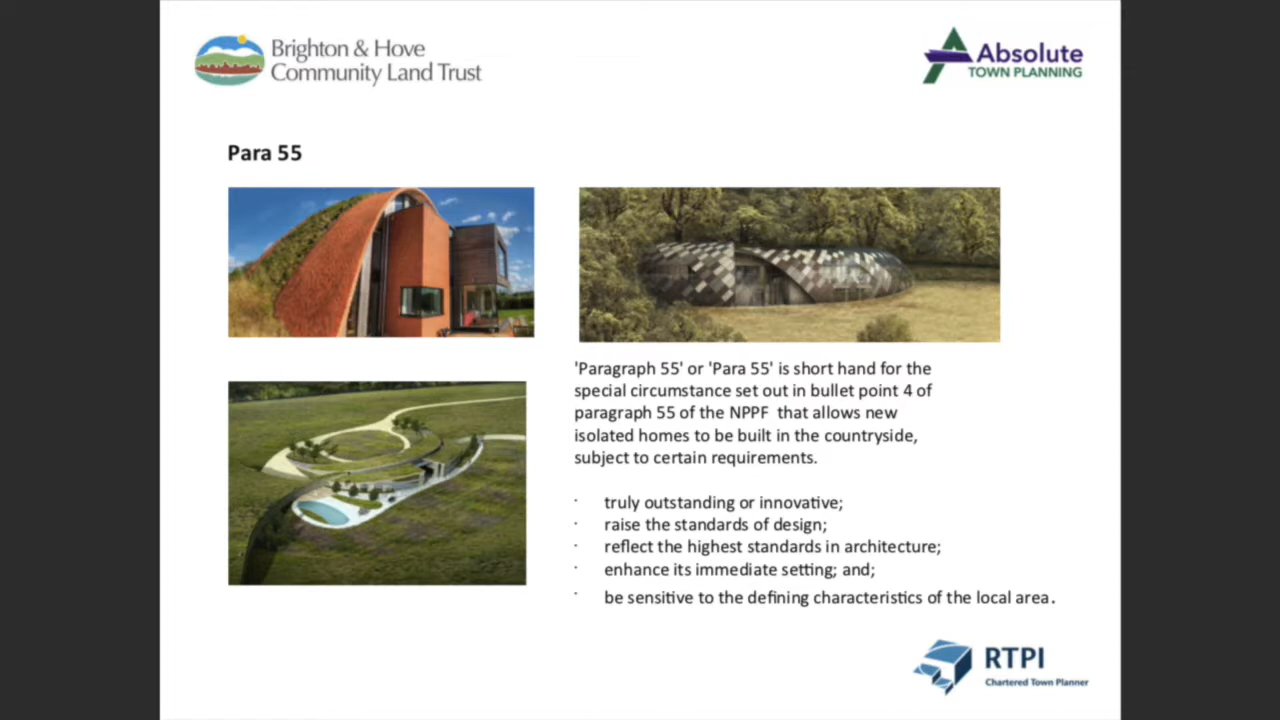 Brighton & Hove
Community Land Trust
Absolute
TOWN PLANNING
Para 55
'Paragraph 55' or 'Para 55' is short hand for the
special circumstance set out in bullet point 4 of
paragraph 55 of the NPPF that allows new
isolated homes to be built in the countryside,
subject to certain requirements.
· truly outstanding or innovative;
· raise the standards of design;
· reflect the highest standards in architecture;
· enhance its immediate setting; and;
· be sensitive to the defining characteristics of the local area.
RTPI
Chartered Town Planner